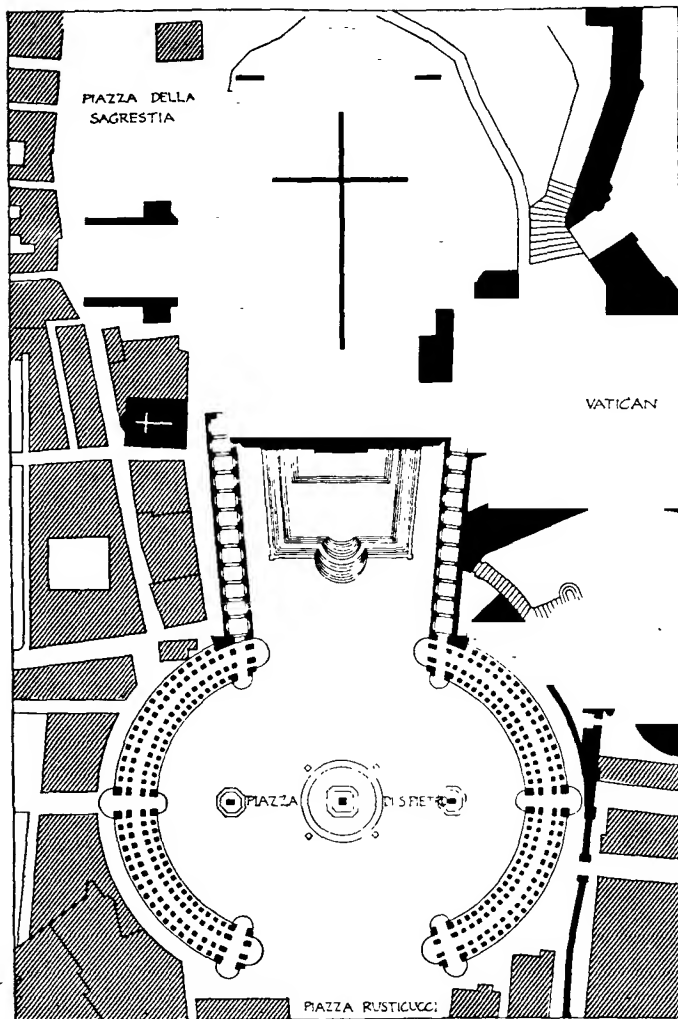 PIAZZA DELLA
SAGRESTIA
VATICAN
PIAZZA DI S PIETRO
PIAZZA RUSTICUCCI